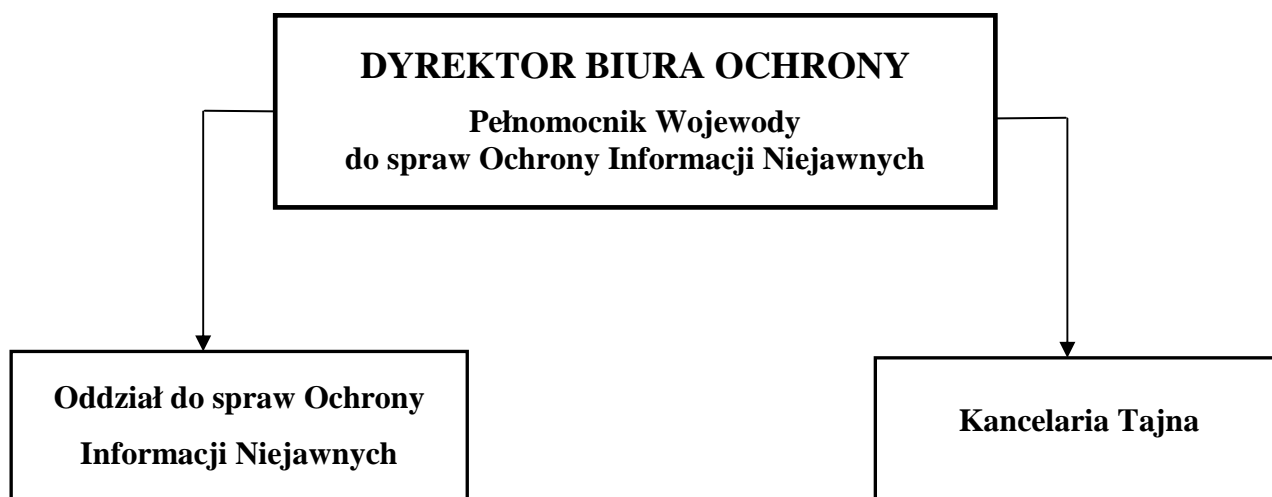 DYREKTOR BIURA OCHRONY
Pełnomocnik Wojewody
do spraw Ochrony Informacji Niejawnych
Oddział do spraw Ochrony
Informacji Niejawnych
Kancelaria Tajna